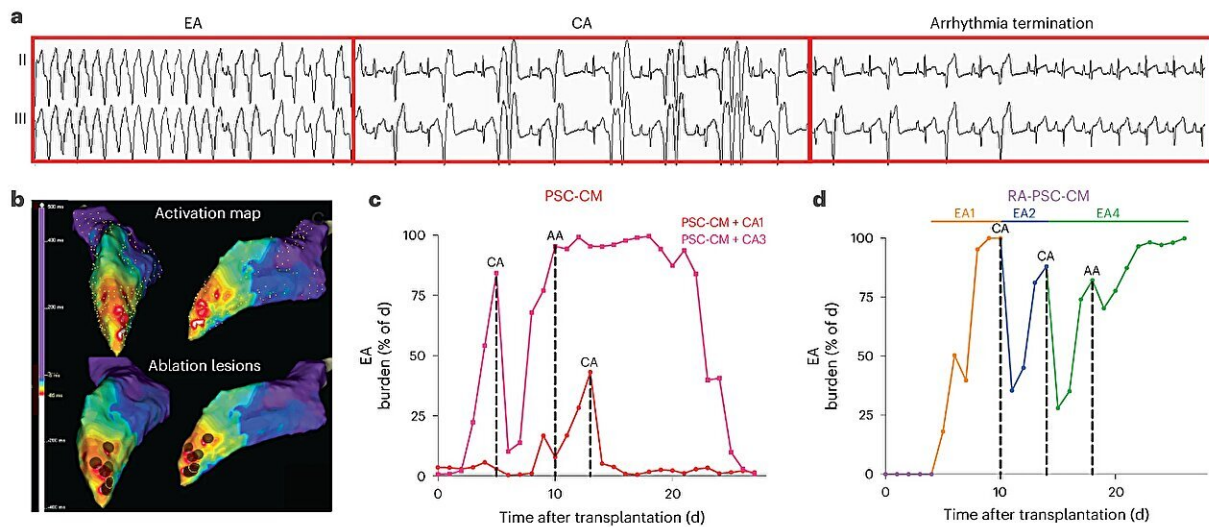 a
EA CA Arrhythmia termination
II
III
b
Activation map
Ablation lesions
c
PSC-CM
PSC-CM + CA1
PSC-CM + CA3
CA
AA
CA
100
75
50
25
0
EA
burden (% of d)
0 10 20
Time after transplantation (d)
d
RA-PSC-CM
EA1 EA2 EA4
CA
CA
AA
100
75
50
25
0
EA
burden (% of d)
0 10 20
Time after transplantation (d)